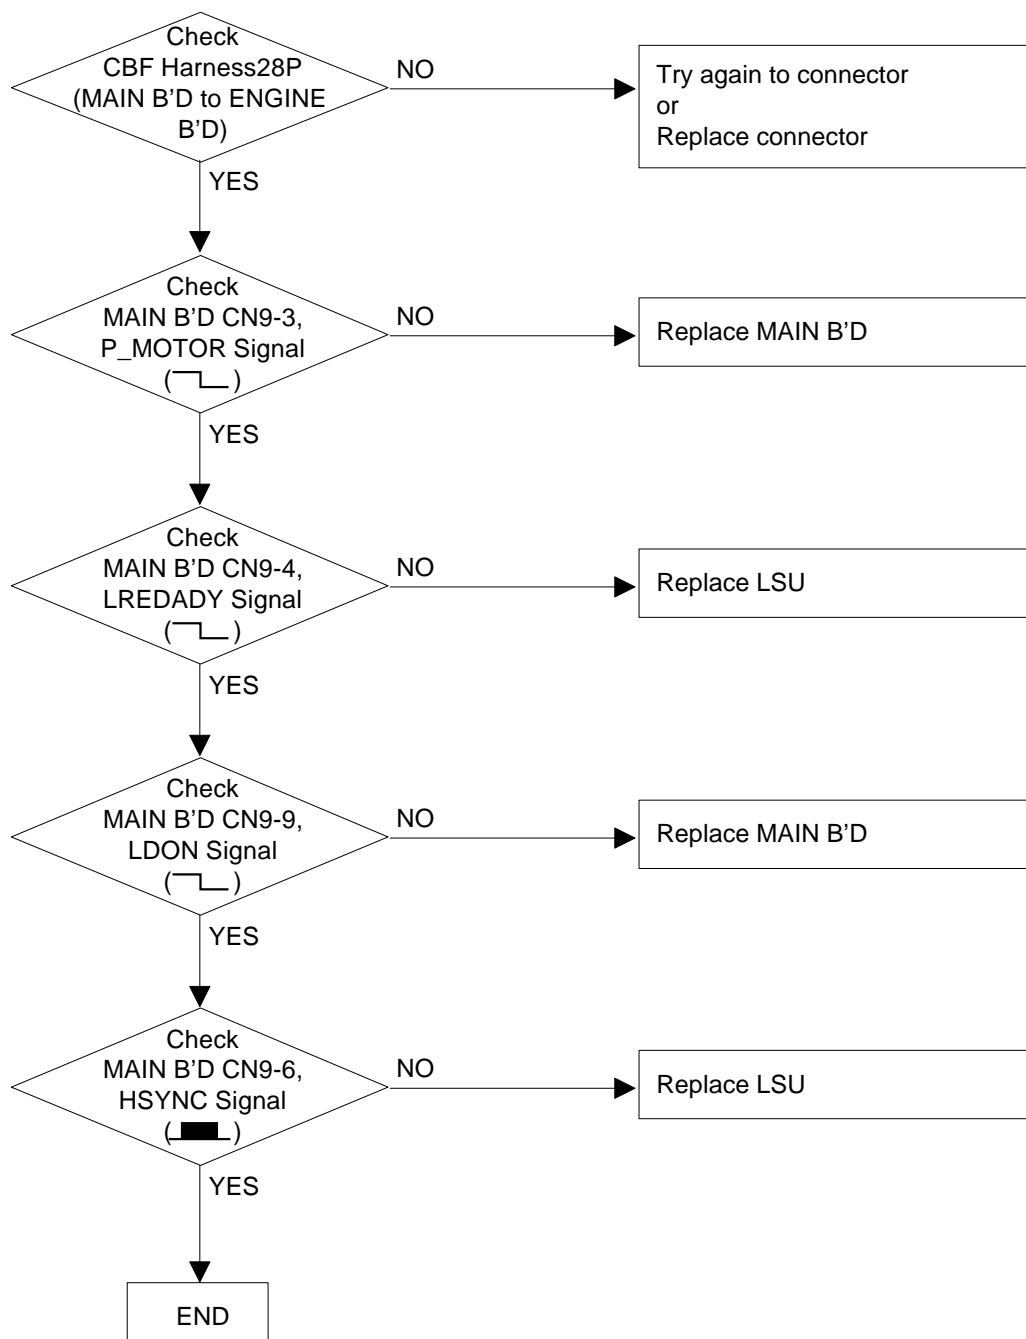 Check
CBF Harness28P
(MAIN B'D to ENGINE
B'D)
NO
Try again to connector
or
Replace connector
YES
Check
MAIN B'D CN9-3,
P_MOTOR Signal
( )
NO
Replace MAIN B'D
YES
Check
MAIN B'D CN9-4,
LREDADY Signal
( )
NO
Replace LSU
YES
Check
MAIN B'D CN9-9,
LDON Signal
( )
NO
Replace MAIN B'D
YES
Check
MAIN B'D CN9-6,
HSYNC Signal
( )
NO
Replace LSU
YES
END